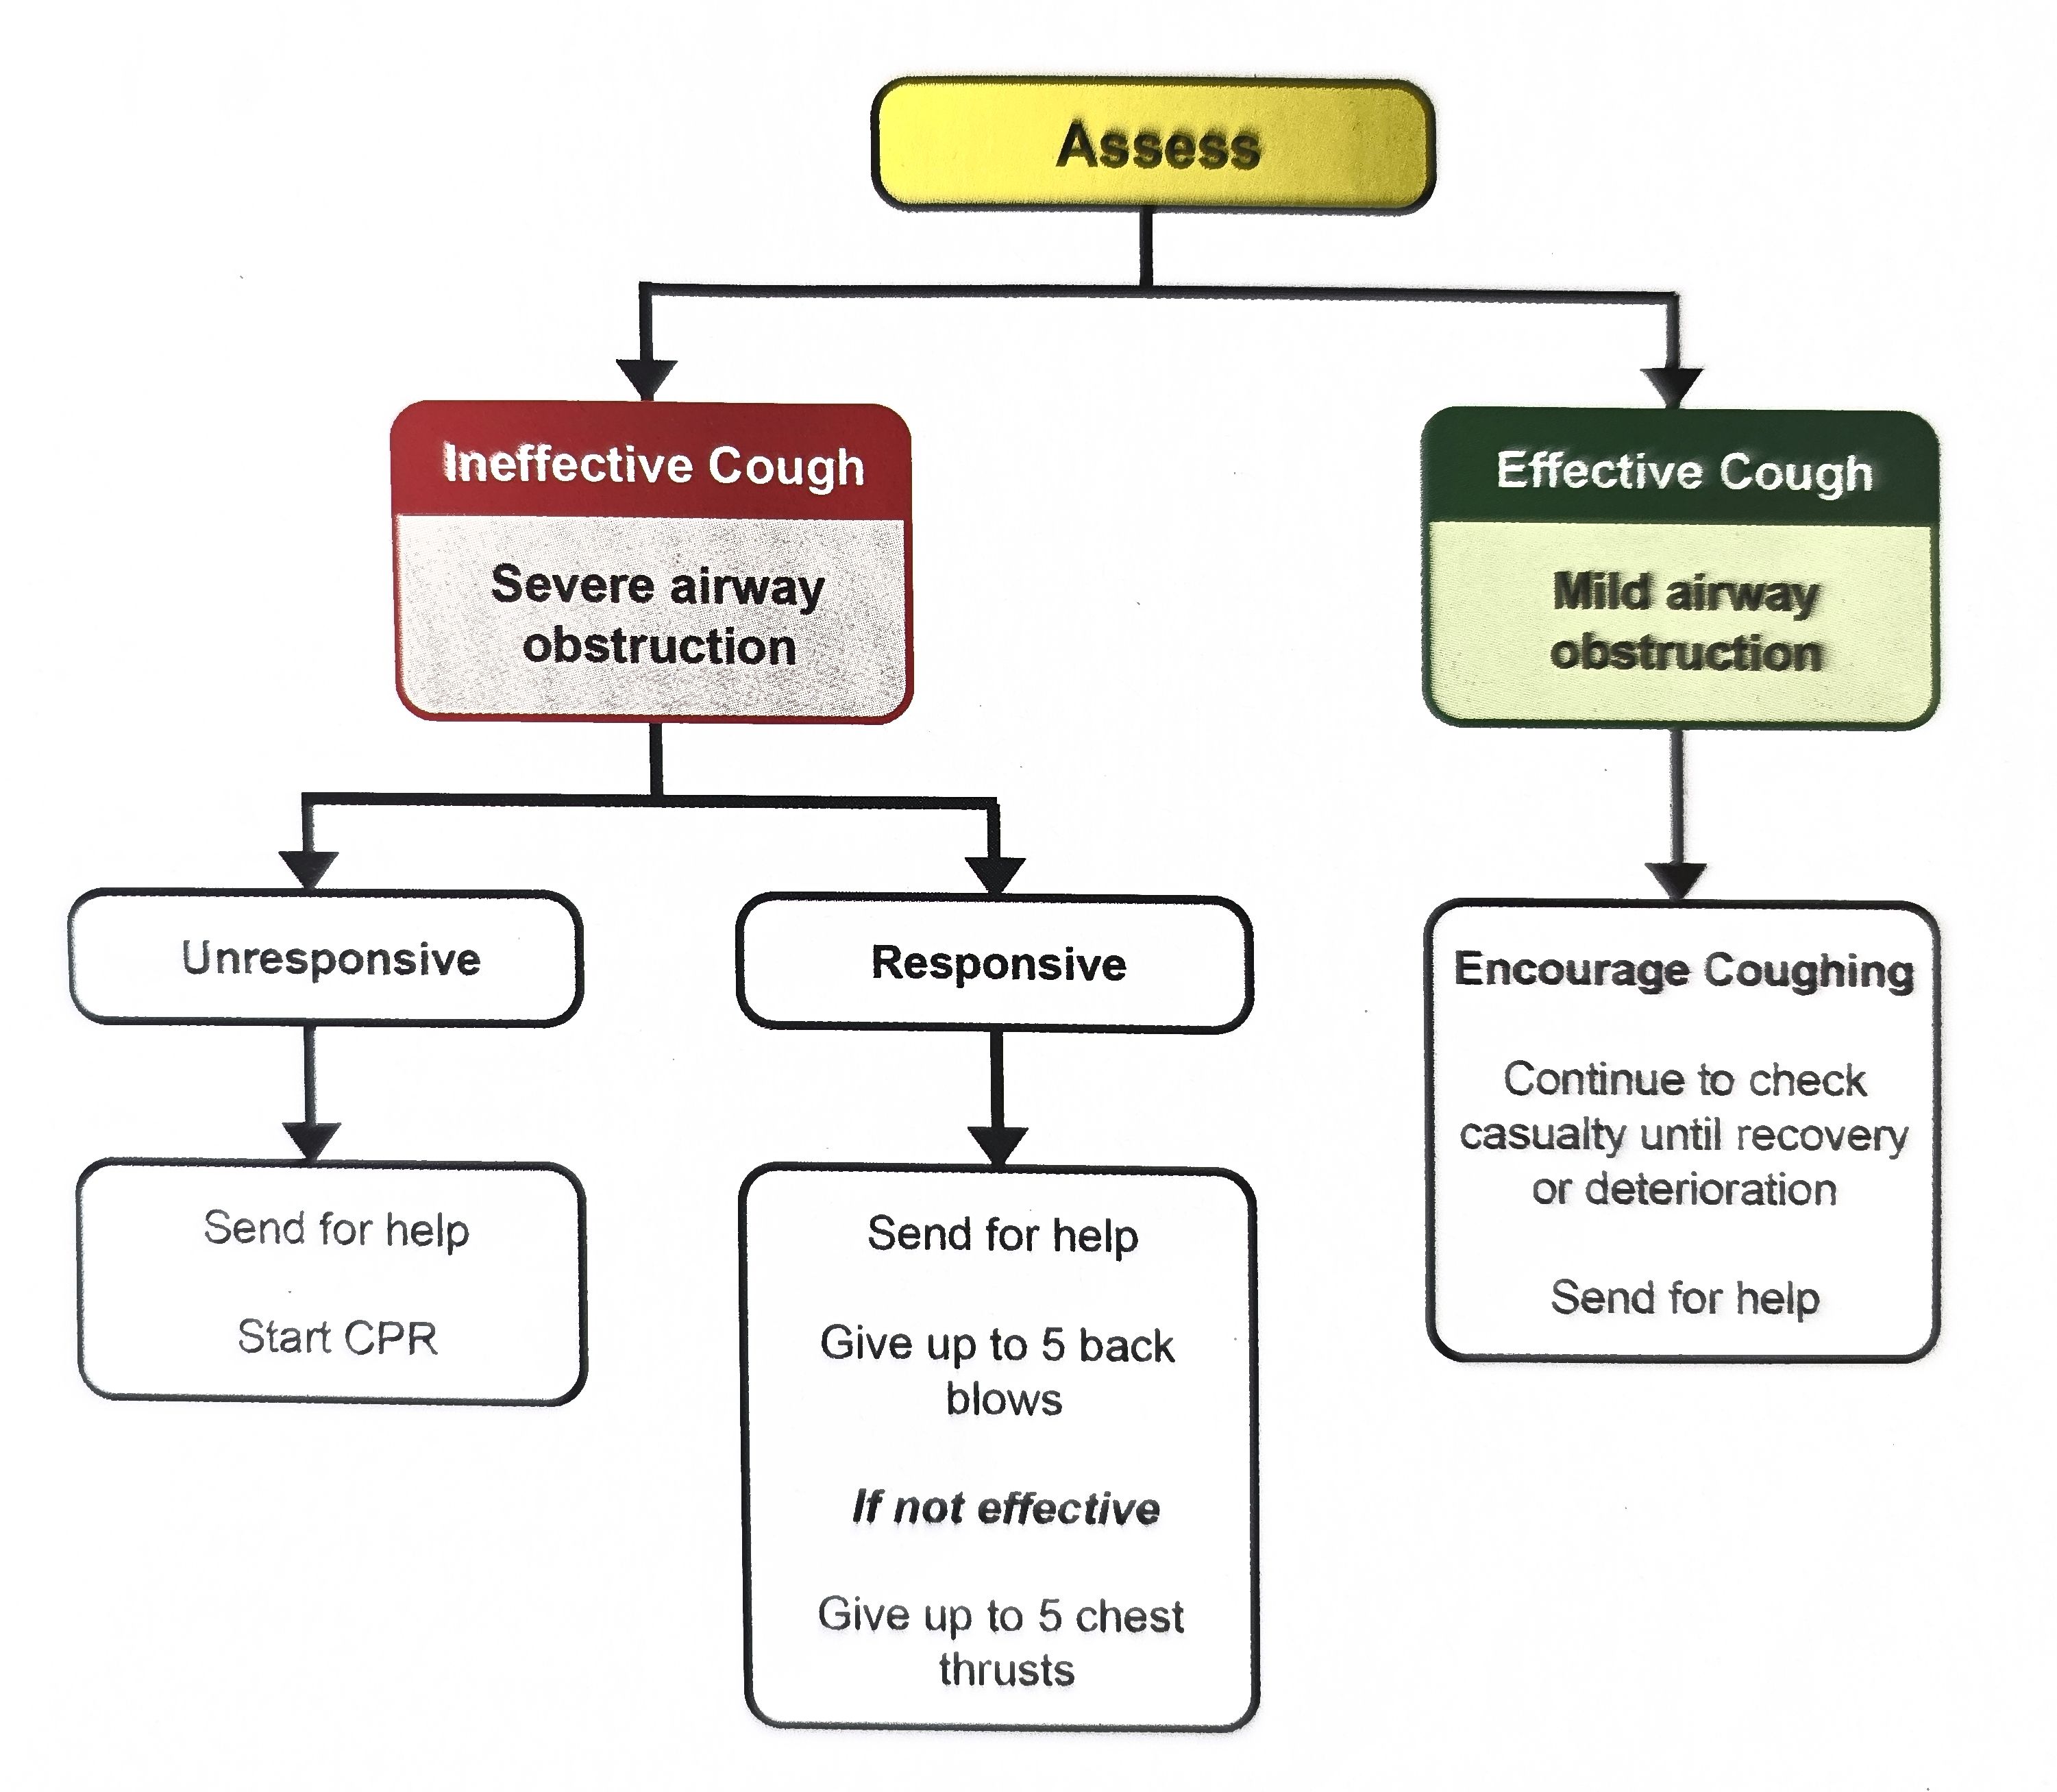 Assess
Ineffective Cough
Severe airway
obstruction
Effective Cough
Mild airway
obstruction
Unresponsive
Send for help
Start CPR
Responsive
Send for help
Give up to 5 back
blows
If not effective
Give up to 5 chest
thrusts
Encourage Coughing
Continue to check
casualty until recovery
or deterioration
Send for help